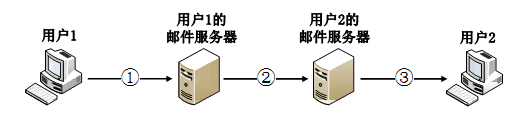 用户1
用户1的
邮件服务器
用户2的
邮件服务器
用户2
① ② ③